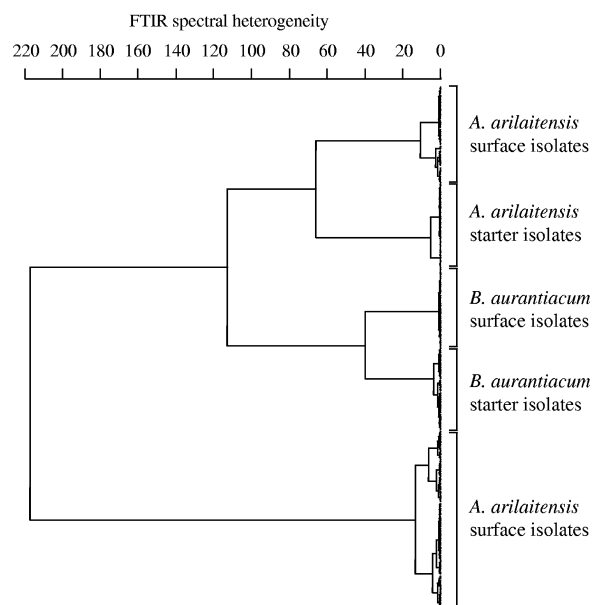 FTIR spectral heterogeneity
220 200 180 160 140 120 100 80 60 40 20 0
A. arilaitensis
surface isolates
A. arilaitensis
starter isolates
B. aurantiacum
surface isolates
B. aurantiacum
starter isolates
A. arilaitensis
surface isolates